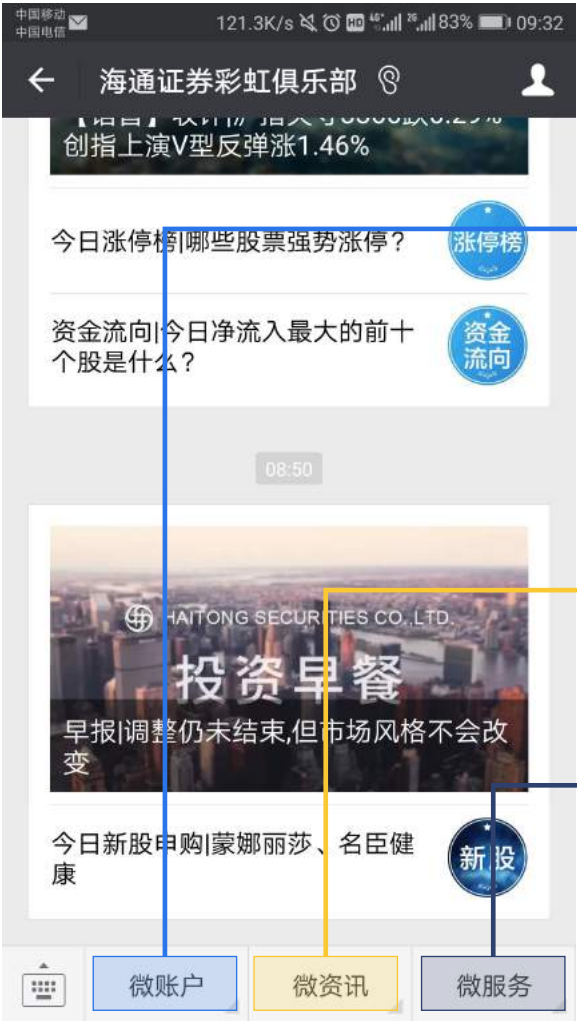 中国移动
中国电信
121.3K/s HD 4G 2G 83% 09:32
海通证券彩虹俱乐部
创指上演V型反弹涨1.46%
今日涨停榜|哪些股票强势涨停？
涨停榜
资金流向|今日净流入最大的前十
个股是什么？
资金
流向
08:50
HAITONG SECURITIES CO.,LTD.
投资早餐
早报|调整仍未结束,但市场风格不会改
变
今日新股申购|蒙娜丽莎、名臣健
康
新股
微账户
微资讯
微服务